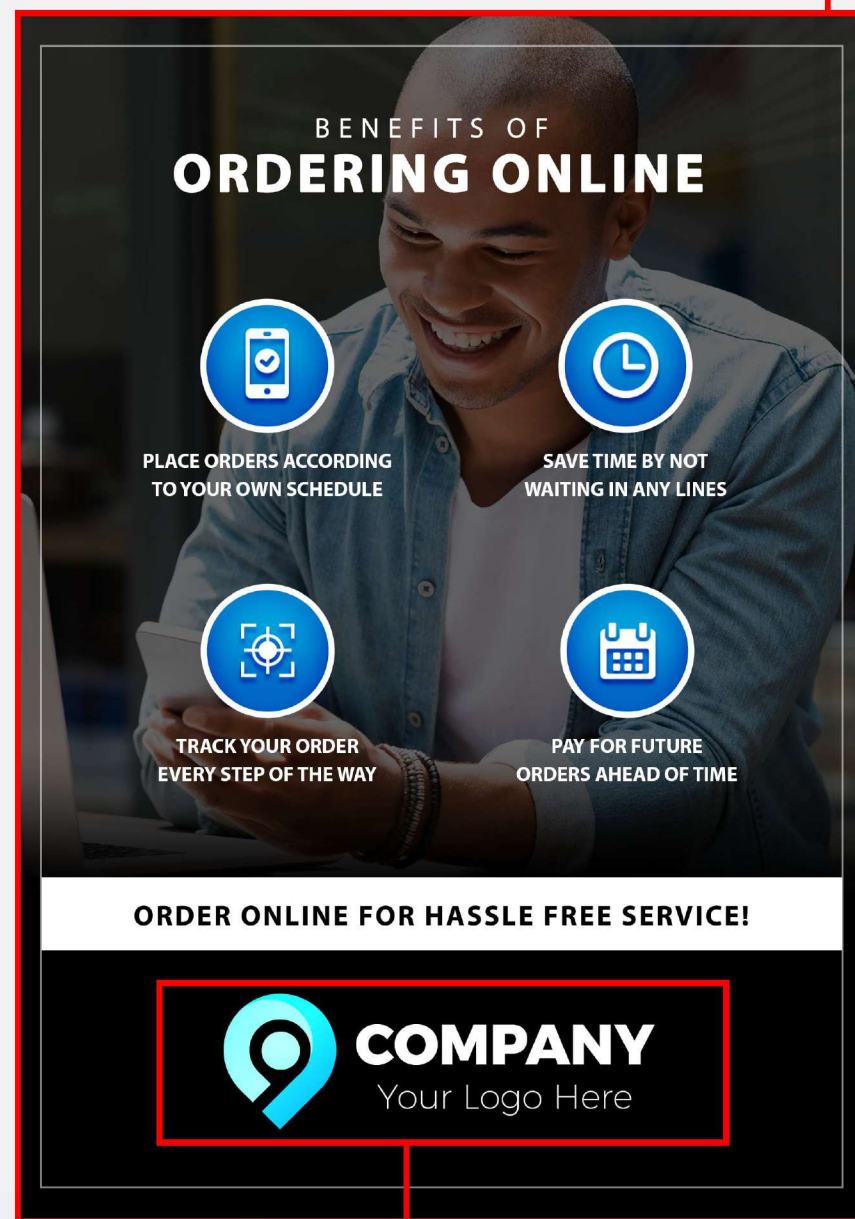 BENEFITS OF
ORDERING ONLINE
PLACE ORDERS ACCORDING
TO YOUR OWN SCHEDULE
SAVE TIME BY NOT
WAITING IN ANY LINES
TRACK YOUR ORDER
EVERY STEP OF THE WAY
PAY FOR FUTURE
ORDERS AHEAD OF TIME
ORDER ONLINE FOR HASSLE FREE SERVICE!
COMPANY
Your Logo Here